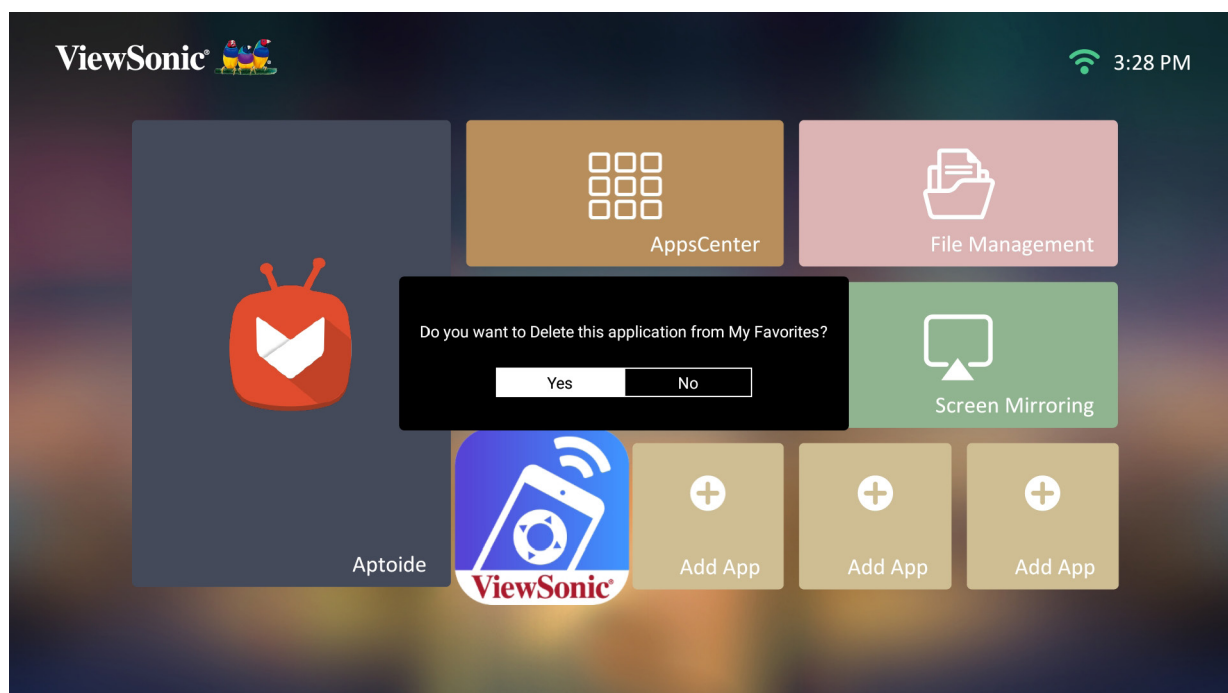 ViewSonic®
3:28 PM
AppsCenter
File Management
Do you want to Delete this application from My Favorites?
Yes
No
Screen Mirroring
Aptoide
ViewSonic®
Add App
Add App
Add App